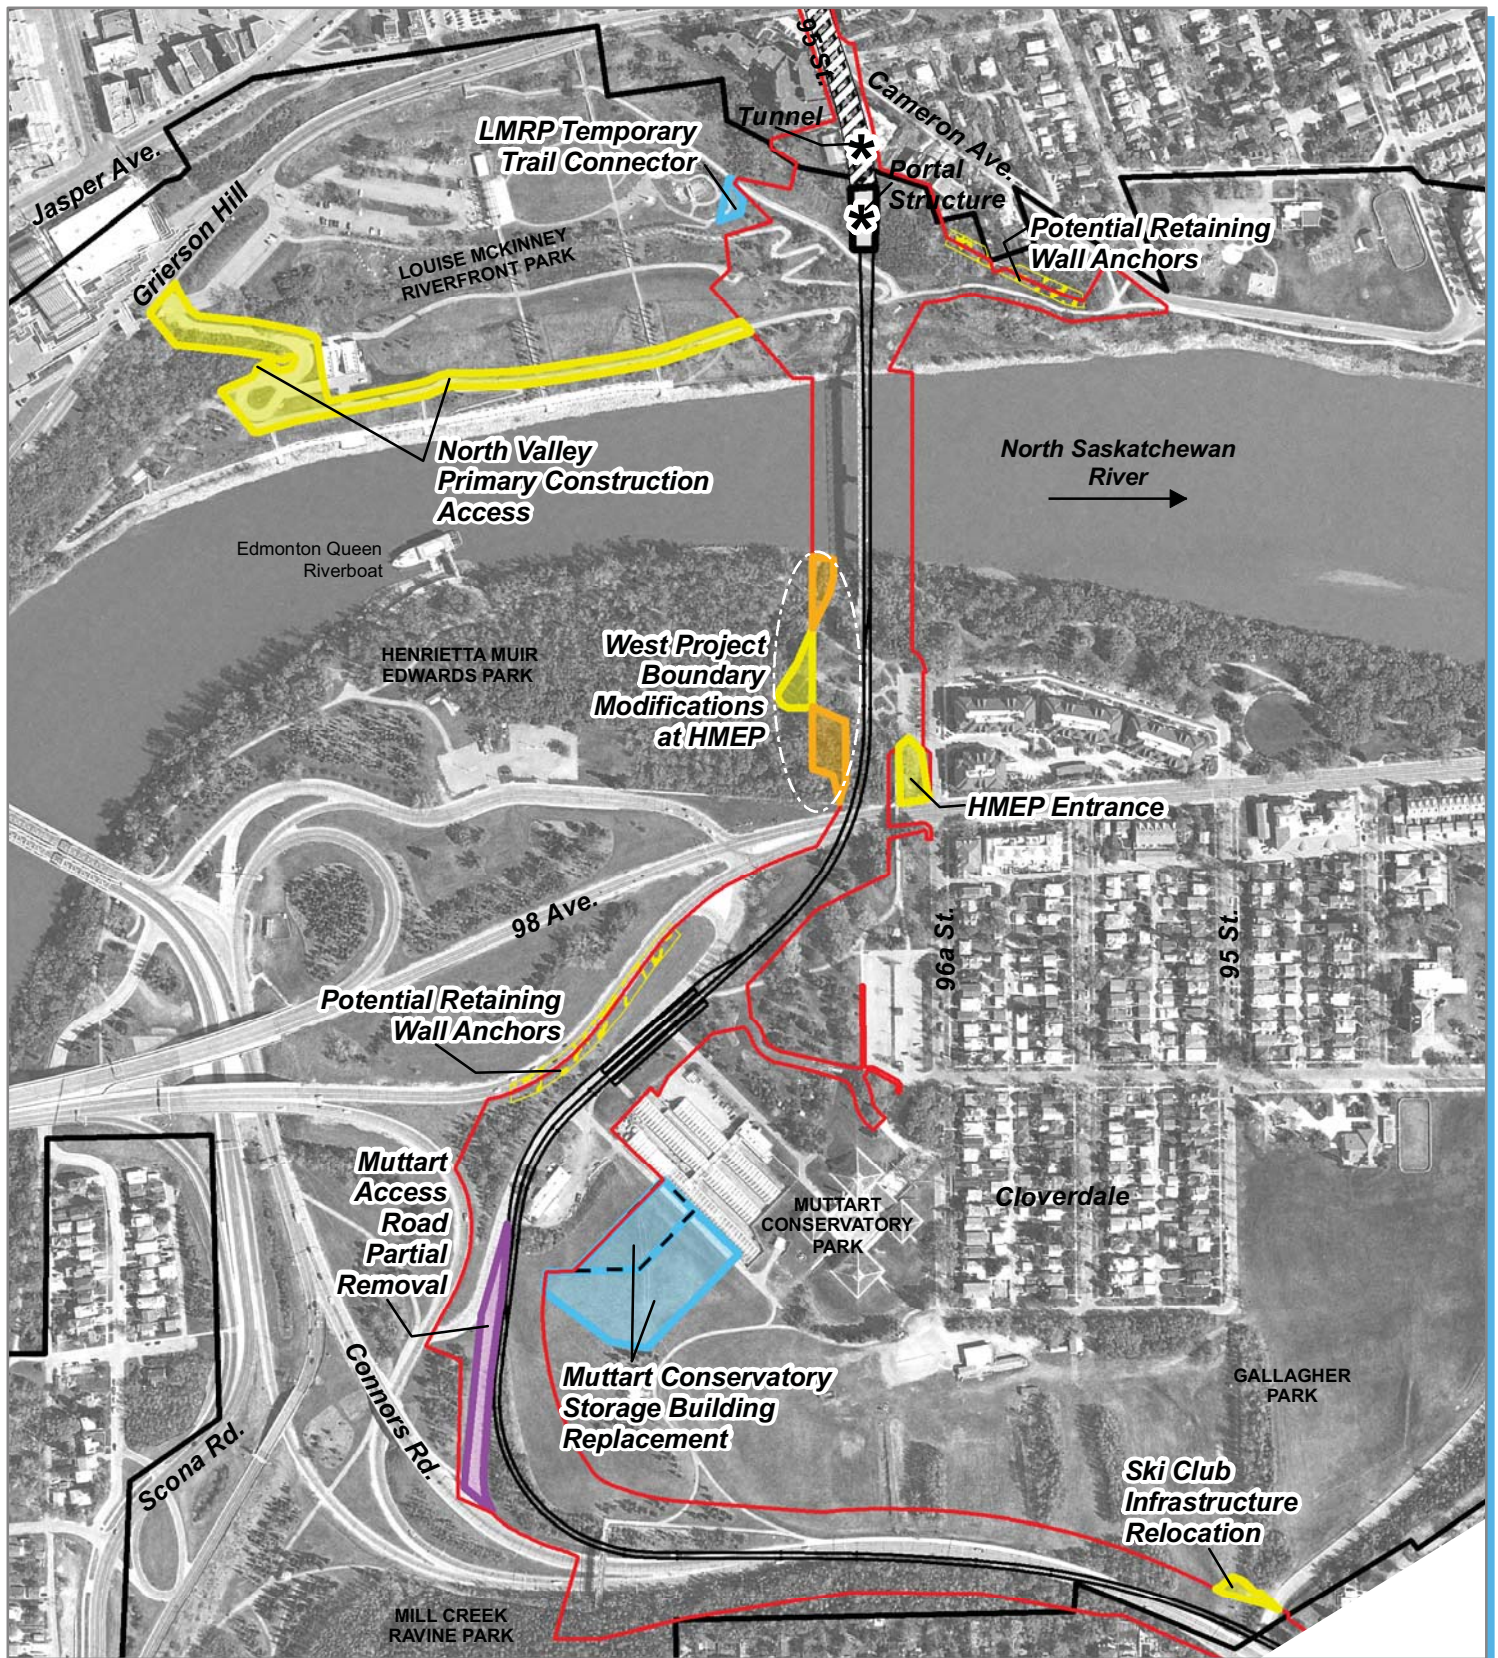 95 St.
Cameron Ave.
Tunnel
LMRP Temporary
Trail Connector
Portal
Structure
Jasper Ave.
Grierson Hill
LOUISE MCKINNEY
RIVERFRONT PARK
Potential Retaining
Wall Anchors
North Valley
Primary Construction
Access
North Saskatchewan
River
Edmonton Queen
Riverboat
HENRIETTA MUIR
EDWARDS PARK
West Project
Boundary
Modifications
at HMEP
HMEP Entrance
98 Ave.
96a St.
95 St.
Potential Retaining
Wall Anchors
Muttart
Access
Road
Partial
Removal
MUTTART
CONSERVATORY
PARK
Cloverdale
Connors Rd.
Muttart Conservatory
Storage Building
Replacement
GALLAGHER
PARK
Scona Rd.
Ski Club
Infrastructure
Relocation
MILL CREEK
RAVINE PARK